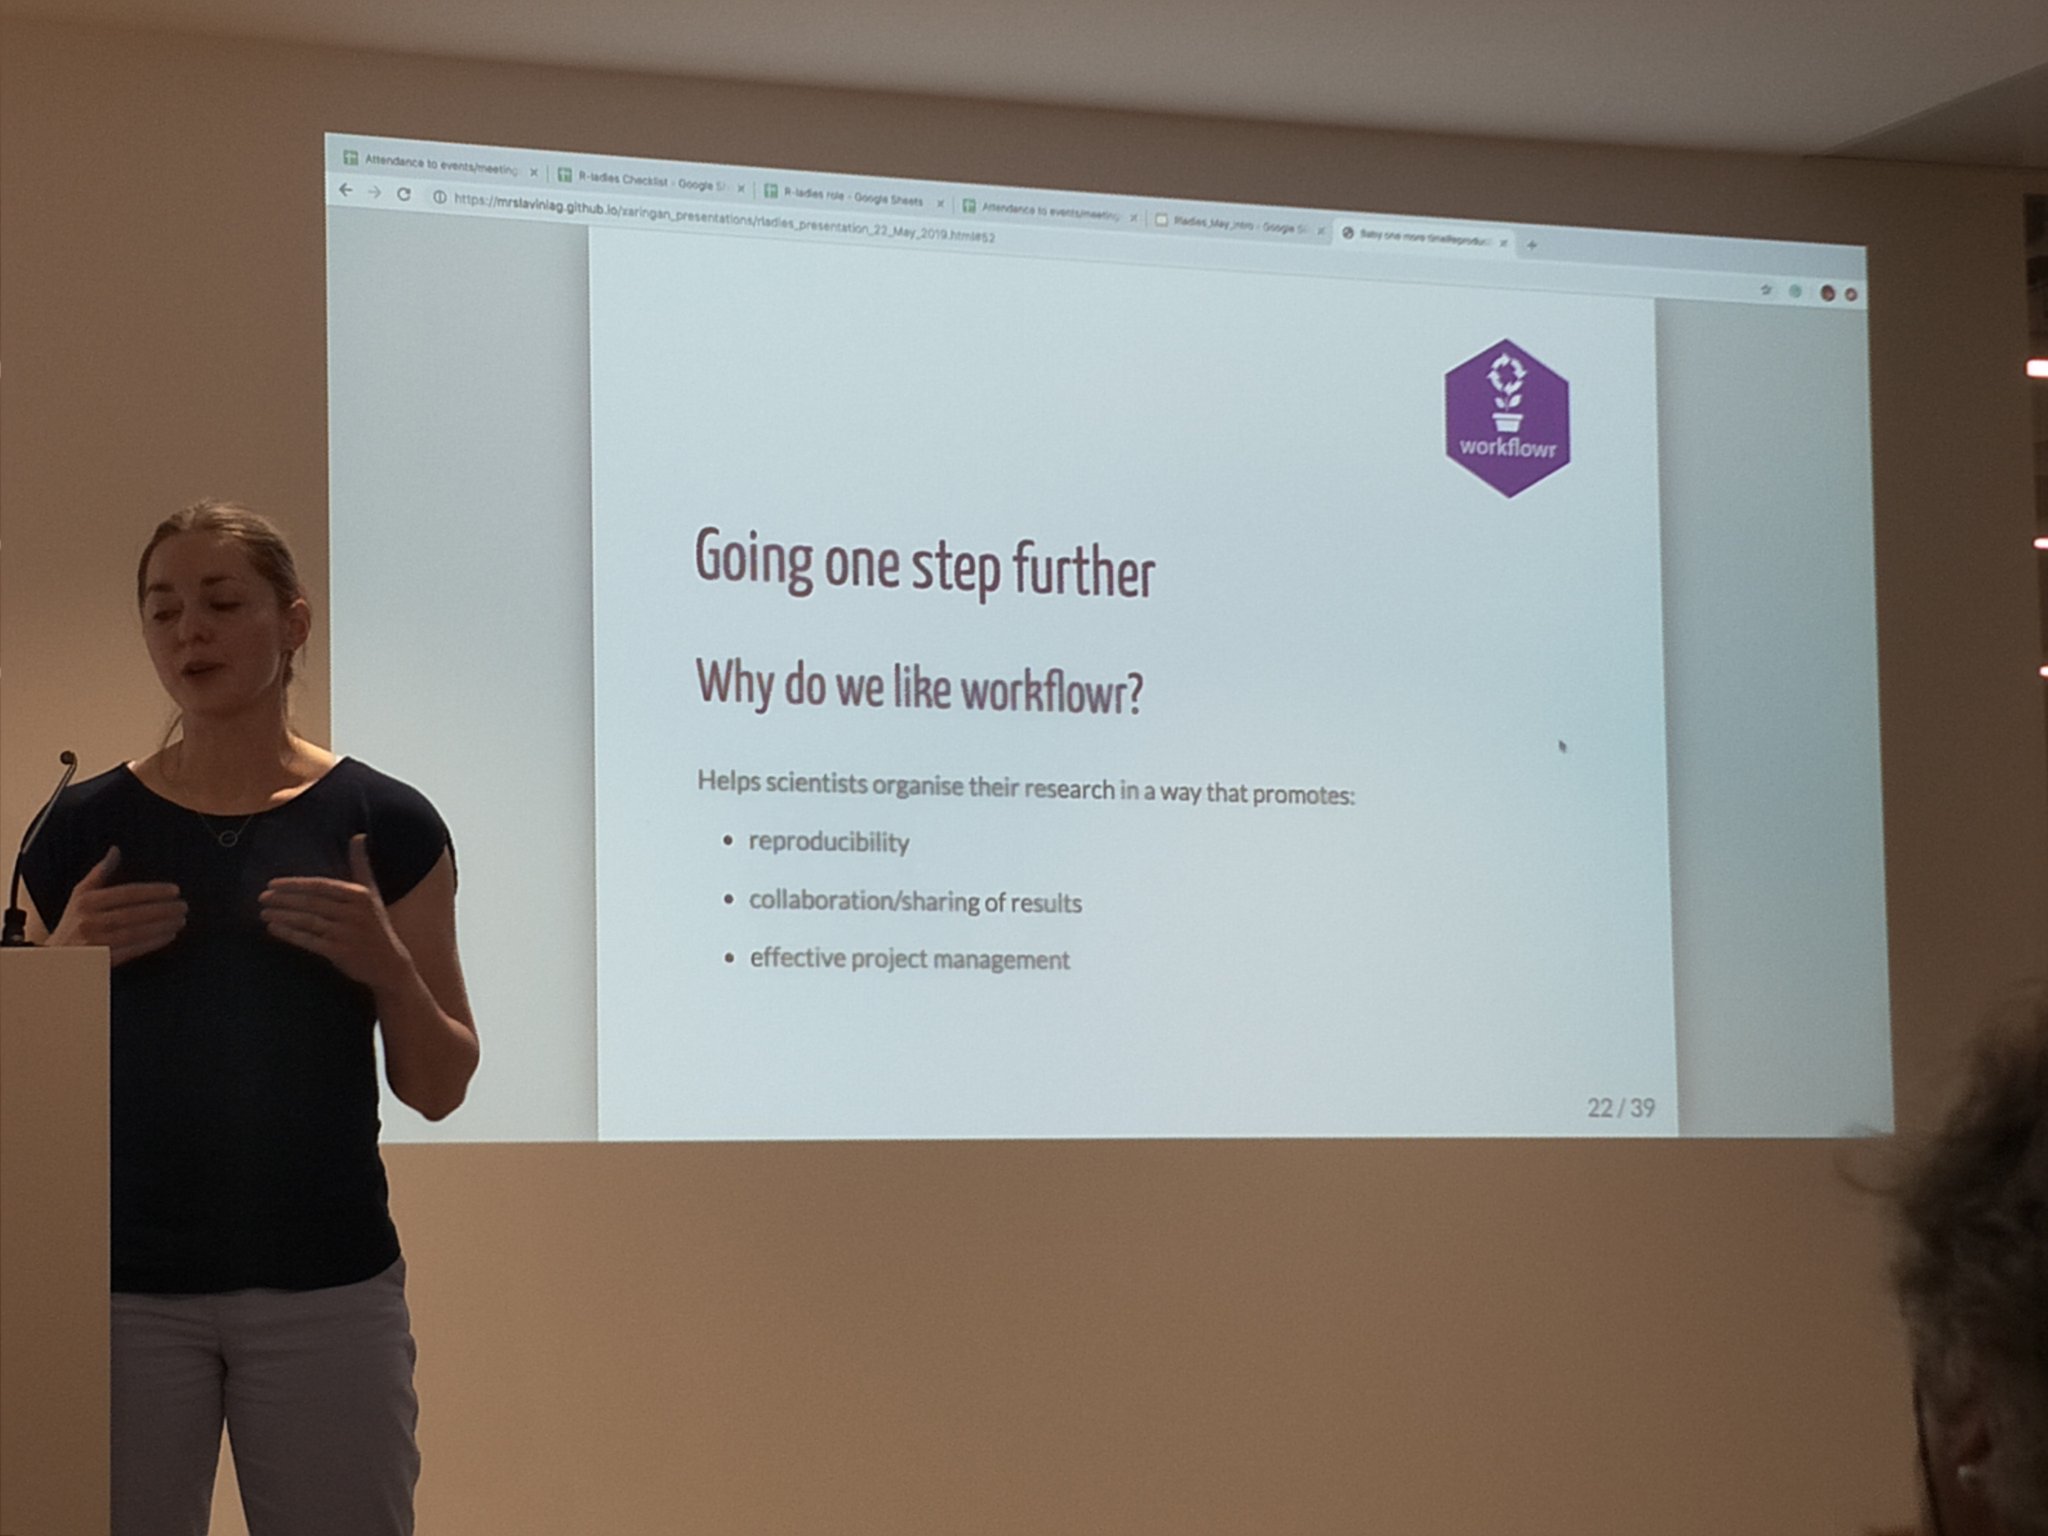 Attendance to events/meeting
R-ladies Checklist - Google S
R-ladies role - Google Sheets
Attendance to events/meeting
Rladies_May_intro - Google Sl
Baby one more time
https://mrslaviniag.github.io/xaringan_presentations/rladies_presentation_22_May_2019.html#52
workflowr
Going one step further
Why do we like workflowr?
Helps scientists organise their research in a way that promotes:
• reproducibility
• collaboration/sharing of results
• effective project management
22 / 39